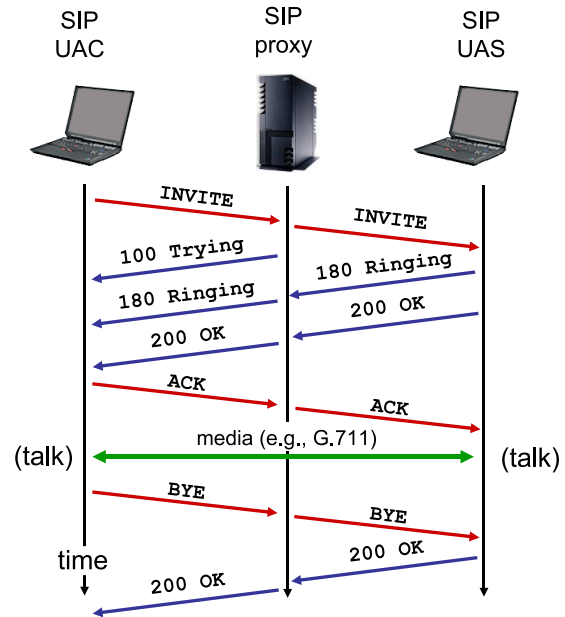 SIP
UAC
SIP
proxy
SIP
UAS
INVITE
INVITE
100 Trying
180 Ringing
180 Ringing
200 OK
200 OK
ACK
ACK
media (e.g., G.711)
(talk)
(talk)
BYE
BYE
200 OK
time
200 OK